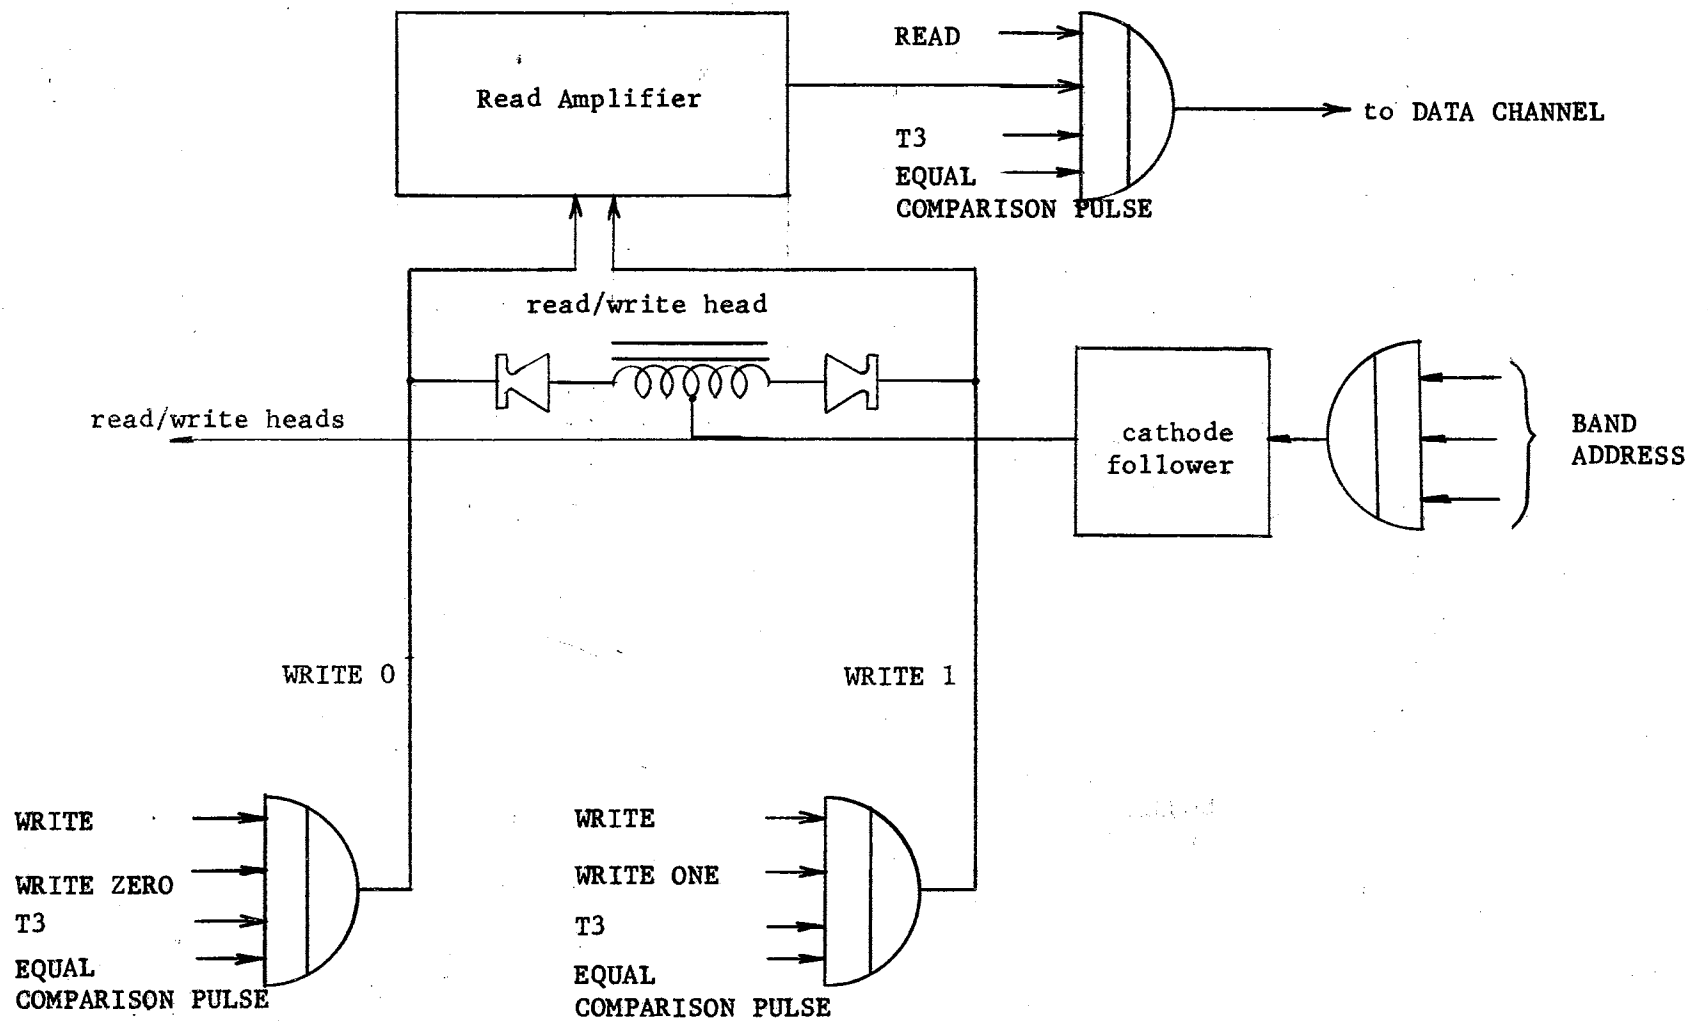 READ
Read Amplifier
to DATA CHANNEL
T3
EQUAL
COMPARISON PULSE
read/write head
read/write heads
cathode
follower
BAND
ADDRESS
WRITE 0
WRITE 1
WRITE
WRITE ZERO
T3
EQUAL
COMPARISON PULSE
WRITE
WRITE ONE
T3
EQUAL
COMPARISON PULSE